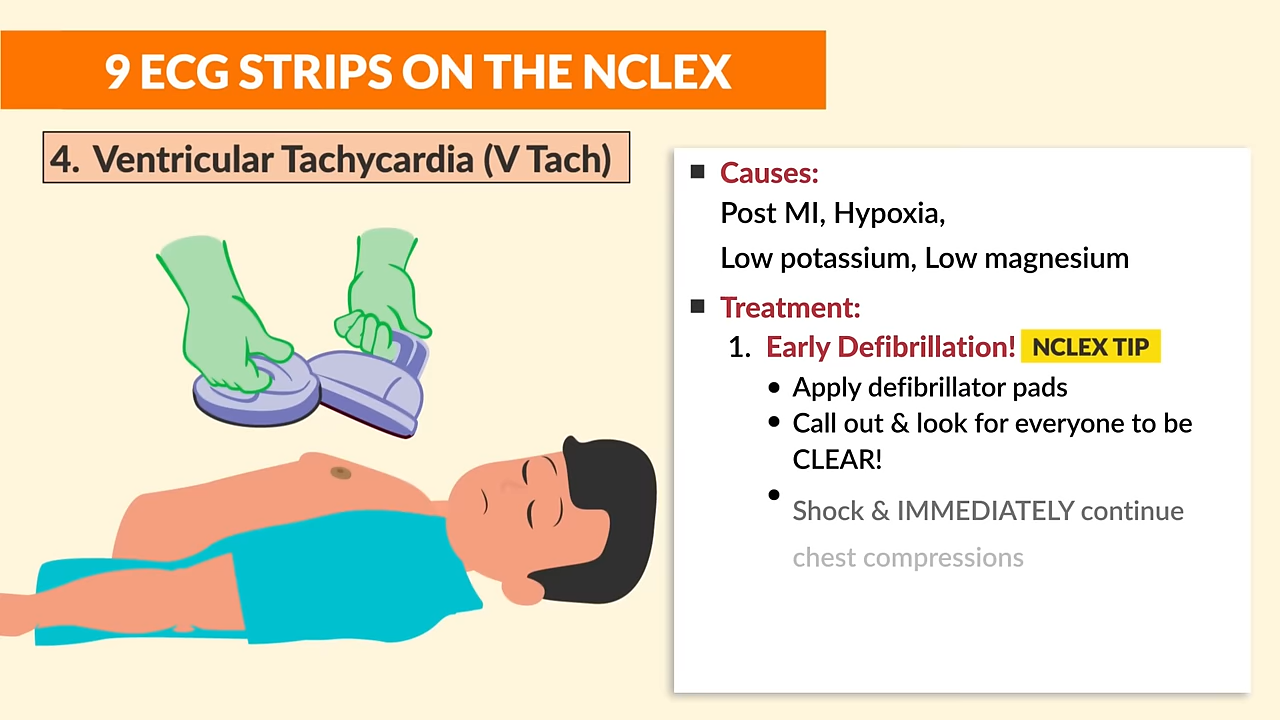 9 ECG STRIPS ON THE NCLEX
4. Ventricular Tachycardia (V Tach)
Causes:
Post MI, Hypoxia,
Low potassium, Low magnesium
Treatment:
1. Early Defibrillation! NCLEX TIP
Apply defibrillator pads
Call out & look for everyone to be
CLEAR!
Shock & IMMEDIATELY continue
chest compressions